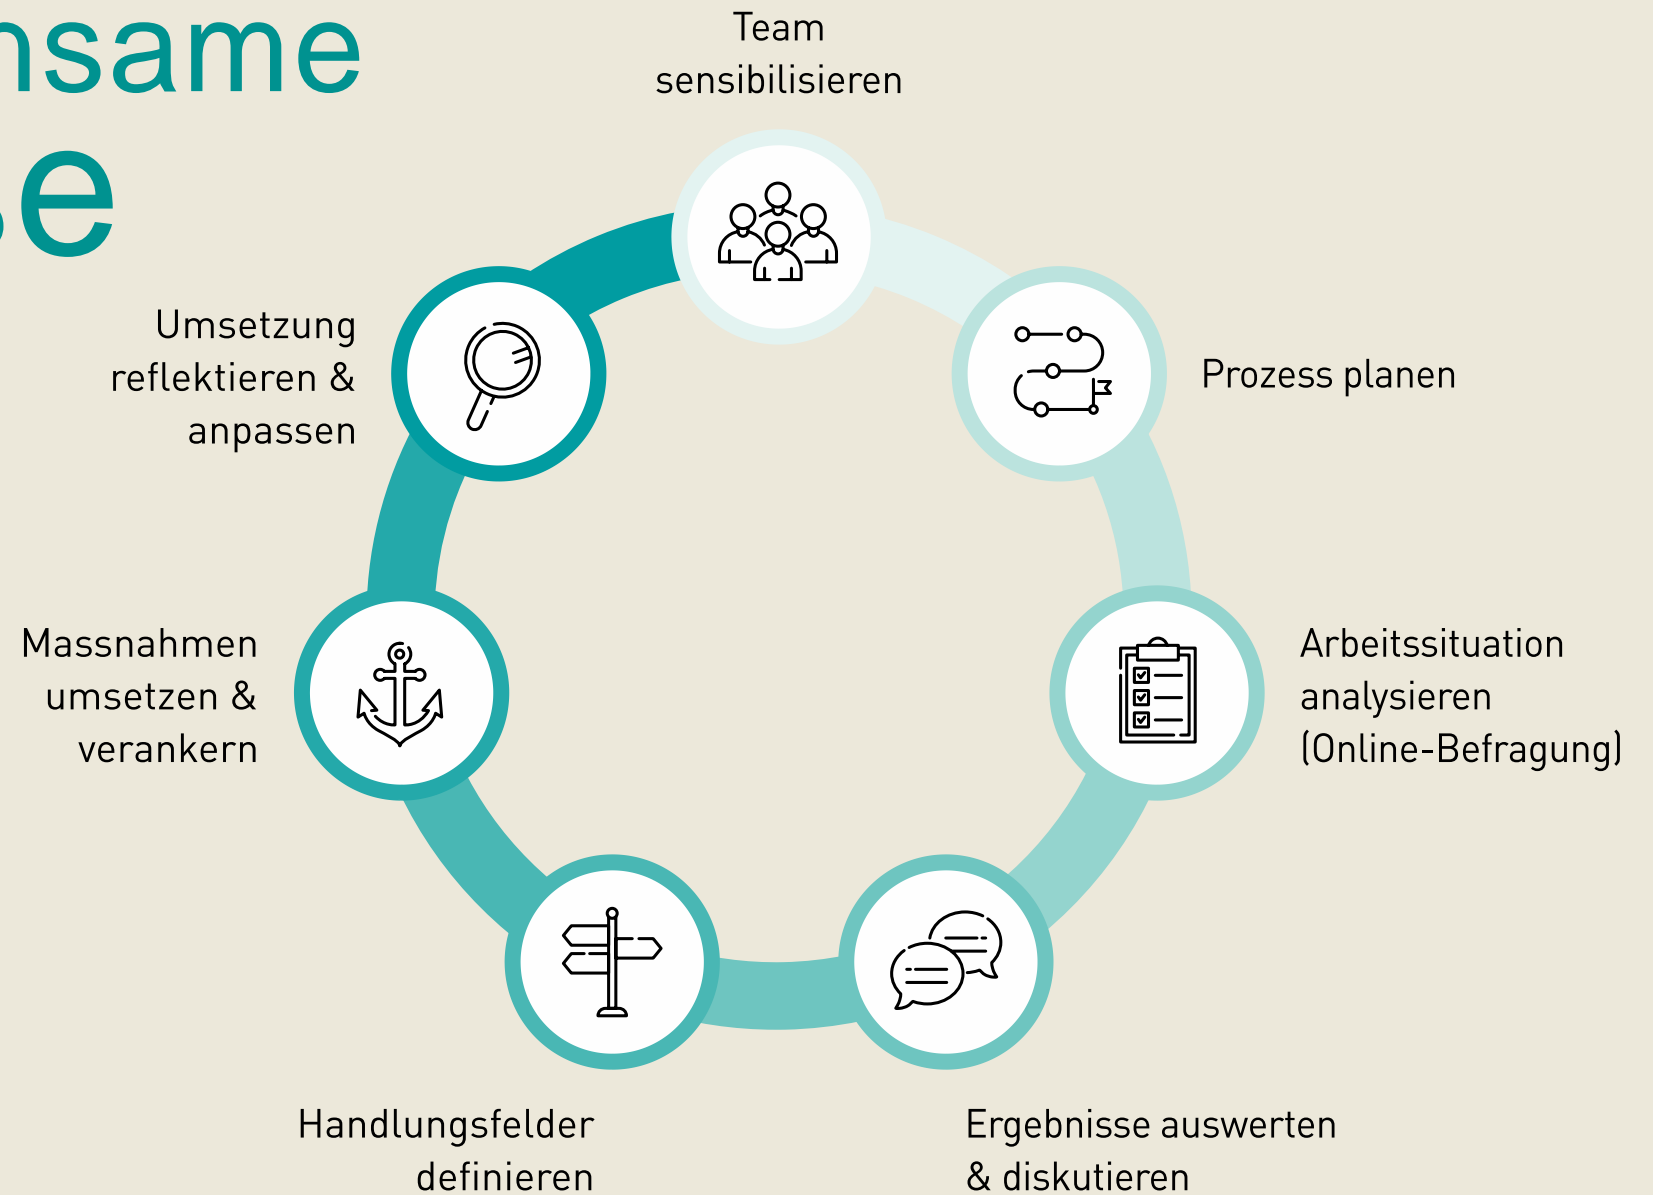 nsame
se
Team
sensibilisieren
Prozess planen
Arbeitssituation
analysieren
(Online-Befragung)
Ergebnisse auswerten
& diskutieren
Handlungsfelder
definieren
Massnahmen
umsetzen &
verankern
Umsetzung
reflektieren &
anpassen